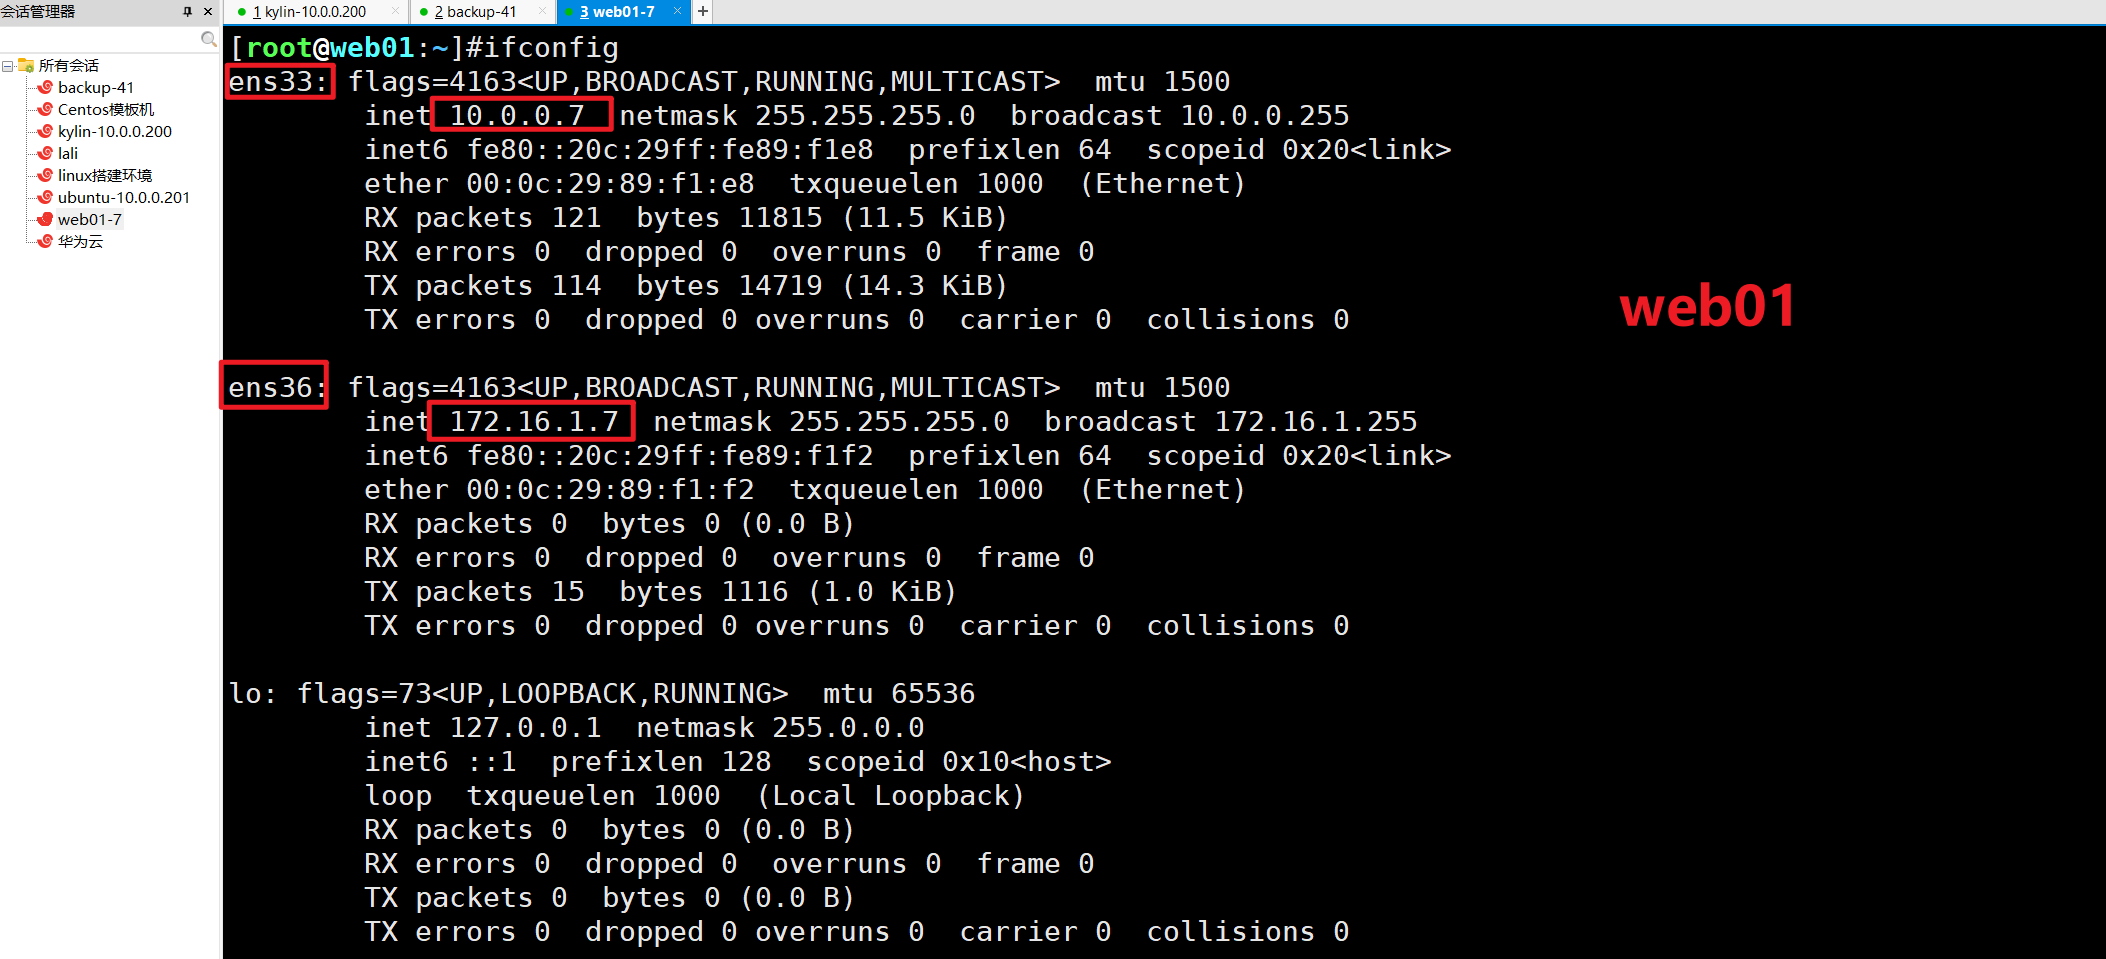 会话管理器
所有会话
backup-41
Centos模板机
kylin-10.0.0.200
lali
linux搭建环境
ubuntu-10.0.0.201
web01-7
华为云
1 kylin-10.0.0.200
2 backup-41
3 web01-7
[root@web01:~]#ifconfig
ens33: flags=4163<UP,BROADCAST,RUNNING,MULTICAST>  mtu 1500
inet 10.0.0.7  netmask 255.255.255.0  broadcast 10.0.0.255
inet6 fe80::20c:29ff:fe89:f1e8  prefixlen 64  scopeid 0x20<link>
ether 00:0c:29:89:f1:e8  txqueuelen 1000  (Ethernet)
RX packets 121  bytes 11815 (11.5 KiB)
RX errors 0  dropped 0  overruns 0  frame 0
TX packets 114  bytes 14719 (14.3 KiB)
TX errors 0  dropped 0 overruns 0  carrier 0  collisions 0
web01
ens36: flags=4163<UP,BROADCAST,RUNNING,MULTICAST>  mtu 1500
inet 172.16.1.7  netmask 255.255.255.0  broadcast 172.16.1.255
inet6 fe80::20c:29ff:fe89:f1f2  prefixlen 64  scopeid 0x20<link>
ether 00:0c:29:89:f1:f2  txqueuelen 1000  (Ethernet)
RX packets 0  bytes 0 (0.0 B)
RX errors 0  dropped 0  overruns 0  frame 0
TX packets 15  bytes 1116 (1.0 KiB)
TX errors 0  dropped 0 overruns 0  carrier 0  collisions 0
lo: flags=73<UP,LOOPBACK,RUNNING>  mtu 65536
inet 127.0.0.1  netmask 255.0.0.0
inet6 ::1  prefixlen 128  scopeid 0x10<host>
loop  txqueuelen 1000  (Local Loopback)
RX packets 0  bytes 0 (0.0 B)
RX errors 0  dropped 0  overruns 0  frame 0
TX packets 0  bytes 0 (0.0 B)
TX errors 0  dropped 0 overruns 0  carrier 0  collisions 0